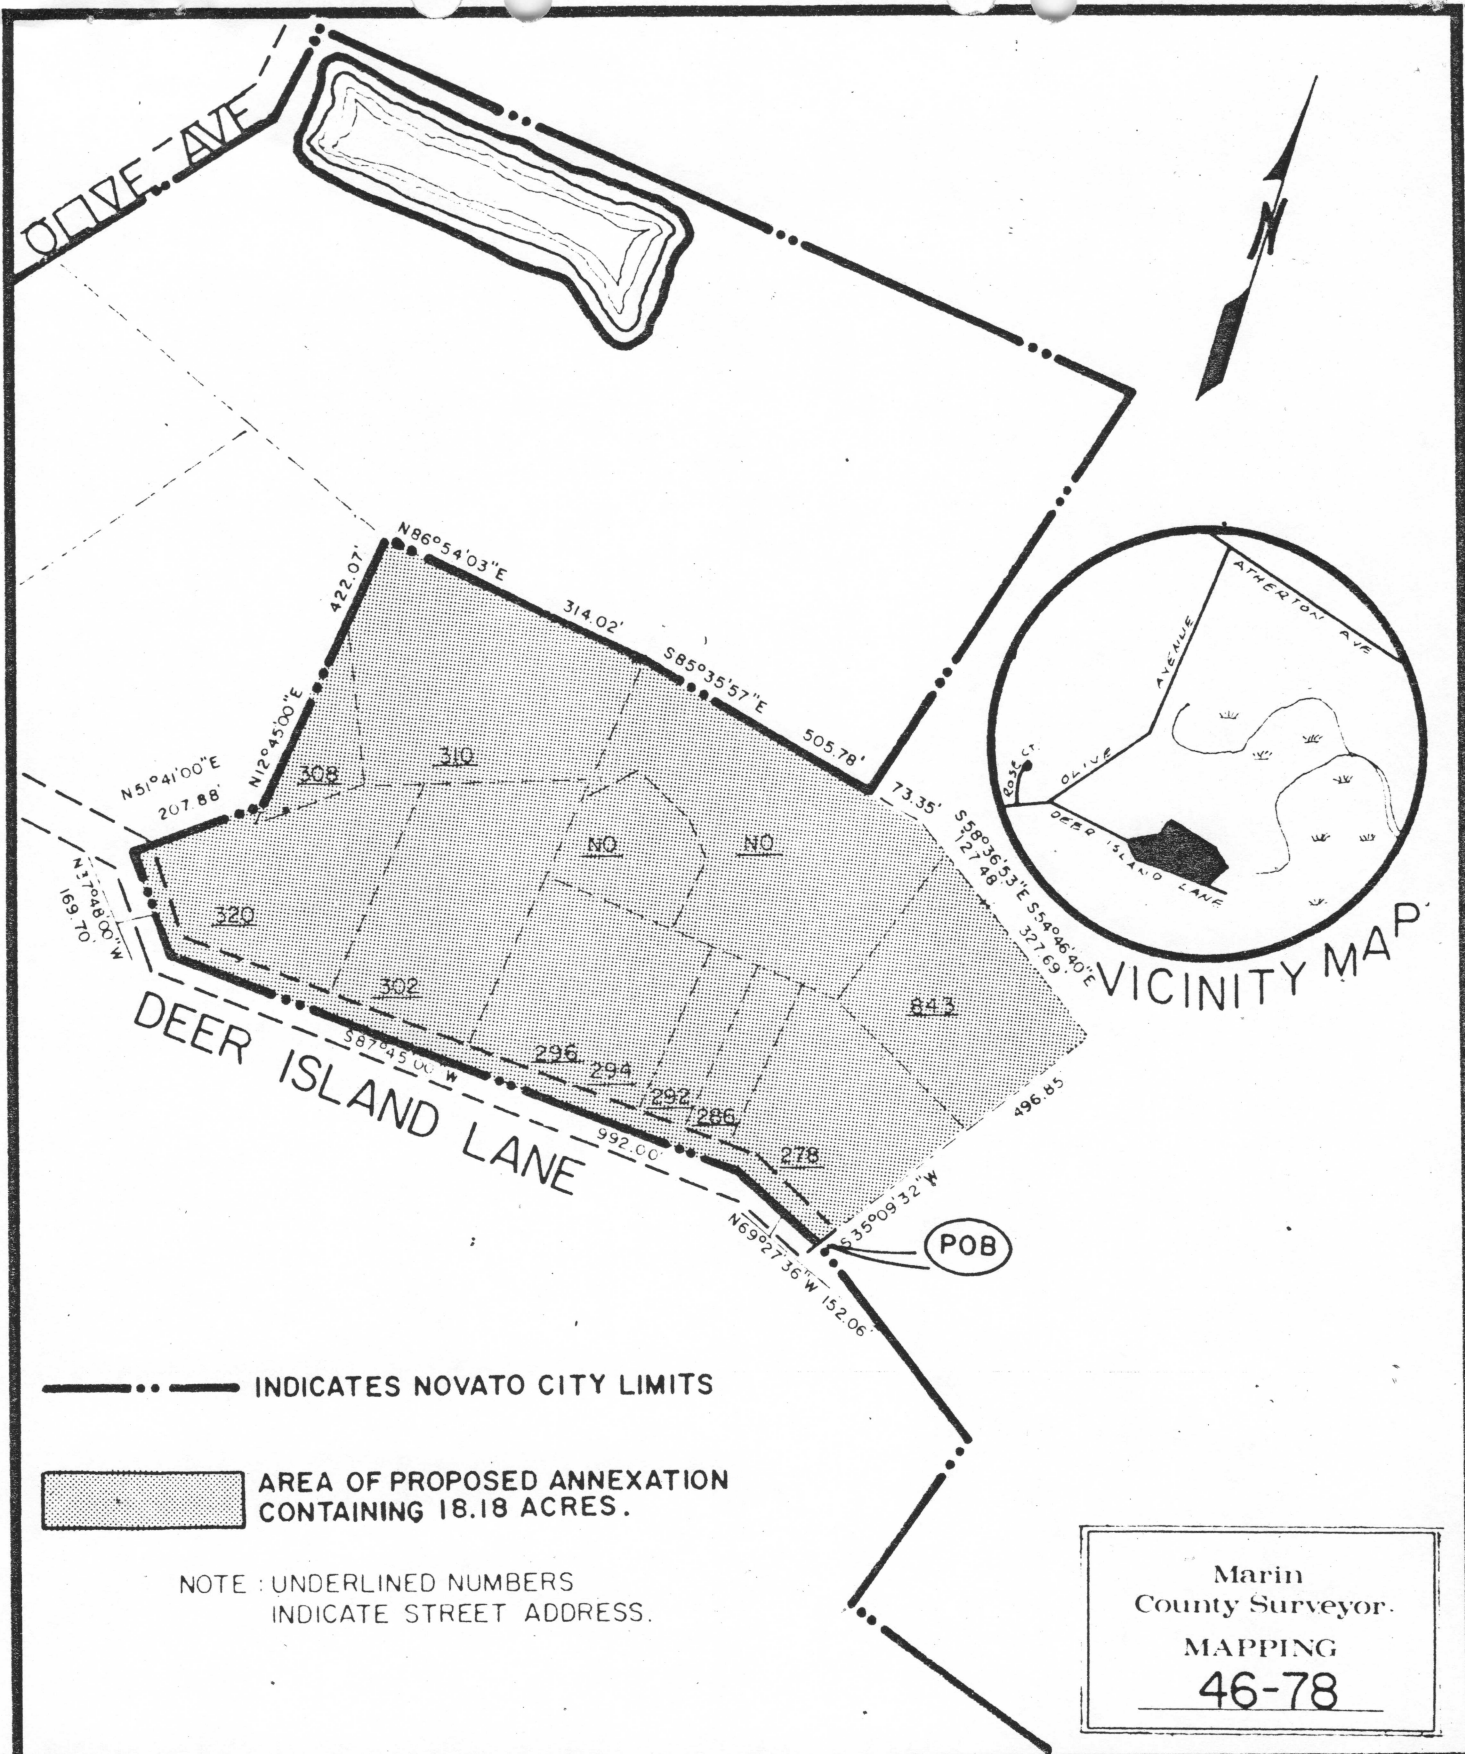 OLIVE AVE
N
N86°54'03"E
314.02'
S85°35'57"E
505.78'
422.07'
N12°45'00"E
N51°41'00"E
207.88'
73.35'
S58°36'53"E
127.48'
S54°46'40"E
327.69'
N37°48'00"W
169.70'
308
310
NO
NO
320
302
843
296
294
292
286
278
S87°45'00"W
992.00'
496.85
S35°09'32"W
N69°27'36"W 152.06'
DEER ISLAND LANE
POB
ATHERTON AVE
OLIVE AVENUE
ROSE CT.
DEER ISLAND LANE
VICINITY MAP
INDICATES NOVATO CITY LIMITS
AREA OF PROPOSED ANNEXATION
CONTAINING 18.18 ACRES.
NOTE : UNDERLINED NUMBERS
INDICATE STREET ADDRESS.
Marin
County Surveyor
MAPPING
46-78